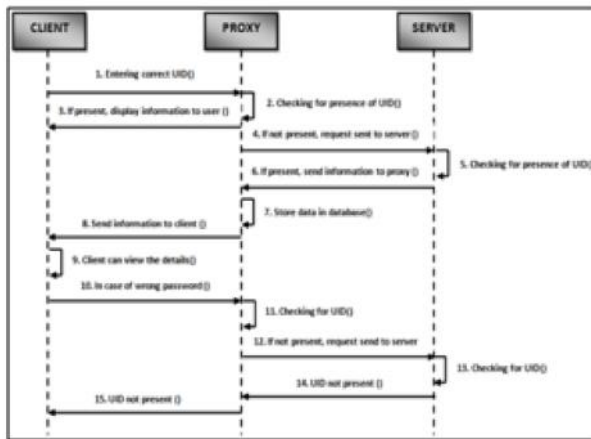 CLIENT
PROXY
SERVER
1. Entering correct UID()
2. Checking for presence of UID()
3. If present, display information to user ()
4. If not present, request sent to server ()
5. Checking for presence of UID()
6. If present, send information to proxy ()
7. Store data in database()
8. Send information to client ()
9. Client can view the details()
10. In case of wrong password ()
11. Checking for UID()
12. If not present, request send to server
13. Checking for UID()
14. UID not present ()
15. UID not present ()